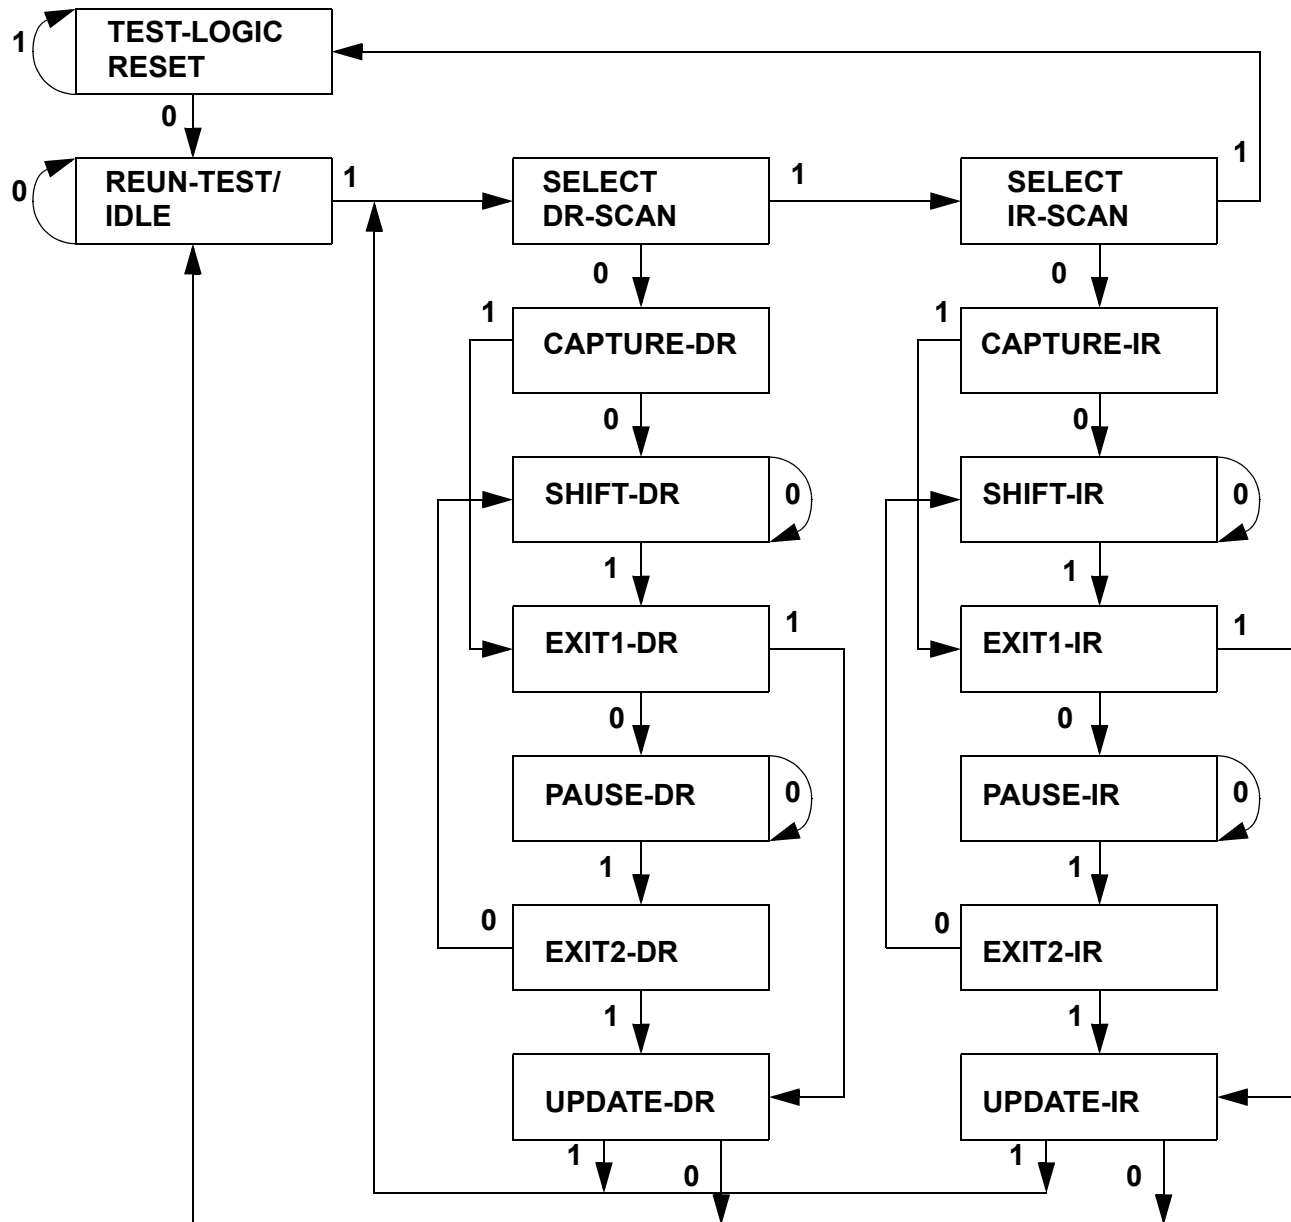 TEST-LOGIC
RESET
1
0
REUN-TEST/
IDLE
0
1
SELECT
DR-SCAN
1
SELECT
IR-SCAN
1
0
0
1
CAPTURE-DR
1
CAPTURE-IR
0
0
SHIFT-DR
0
SHIFT-IR
0
1
1
EXIT1-DR
1
EXIT1-IR
1
0
0
PAUSE-DR
0
PAUSE-IR
0
1
1
0
EXIT2-DR
0
EXIT2-IR
1
1
UPDATE-DR
UPDATE-IR
1
0
1
0